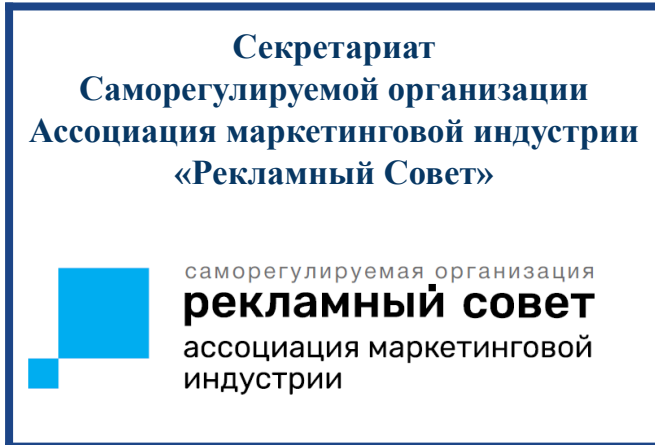 Секретариат
Саморегулируемой организации
Ассоциация маркетинговой индустрии
«Рекламный Совет»
саморегулируемая организация
рекламный совет
ассоциация маркетинговой
индустрии